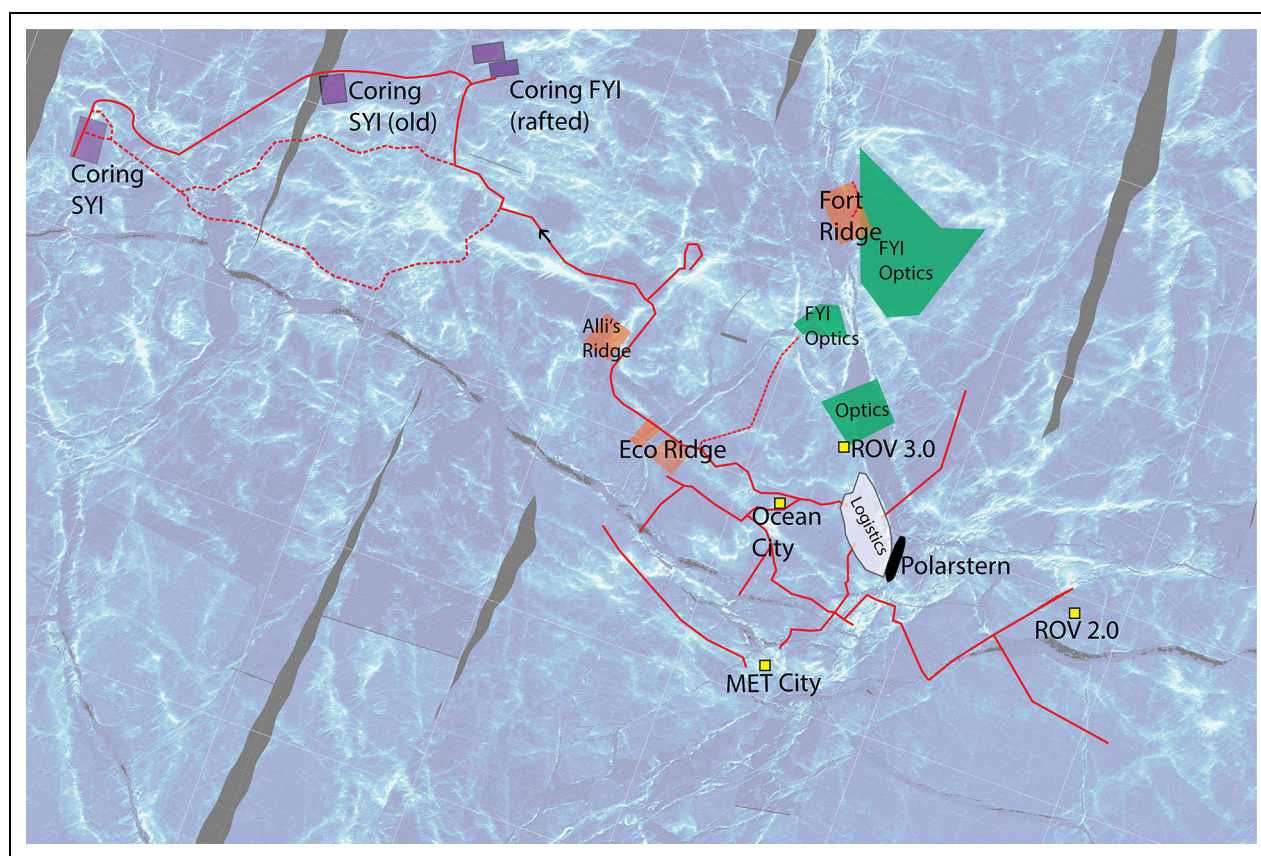 Coring
SYI (old)
Coring FYI
(rafted)
Coring
SYI
Fort
Ridge
FYI
Optics
Alli's
Ridge
FYI
Optics
Optics
Eco Ridge
ROV 3.0
Ocean
City
Logistics
Polarstern
ROV 2.0
MET City